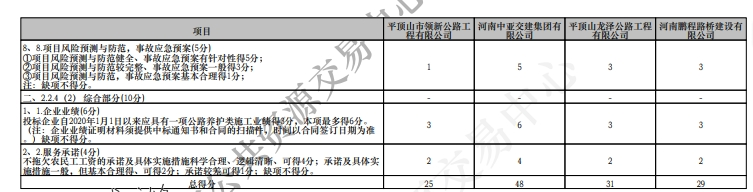 项目 平顶山市领新公路工程有限公司 河南中亚交建集团有限公司 平顶山龙泽公路工程有限公司 河南鹏程路桥建设有限公司
8、8.项目风险预测与防范，事故应急预案(5分)
①项目风险预测与防范健全、事故应急预案有针对性得5分；
②项目风险预测与防范较完整、事故应急预案一般得3分；
③项目风险预测与防范，事故应急预案基本合理得1分；
注：缺项不得分。 1 5 3 3
二、2.2.4（2）综合部分(10分) - - - -
1、1.企业业绩(6分)
投标企业自2020年1月1日以来应具有一项公路养护类施工业绩得3分，本项最多得6分。
（注：企业业绩证明材料须提供中标通知书和合同的扫描件，时间以合同签订日期为准
。）缺项不得分。 3 6 3 3
2、2.服务承诺(4分)
不拖欠农民工工资的承诺及具体实施措施科学合理、逻辑清晰、可得4分；承诺及具体实
施措施一般，但基本合理得、可得2分；承诺较差可得1分；缺项不得分。 2 4 2 2
总得分 25 48 31 29
公共资源交易中心
交易中心